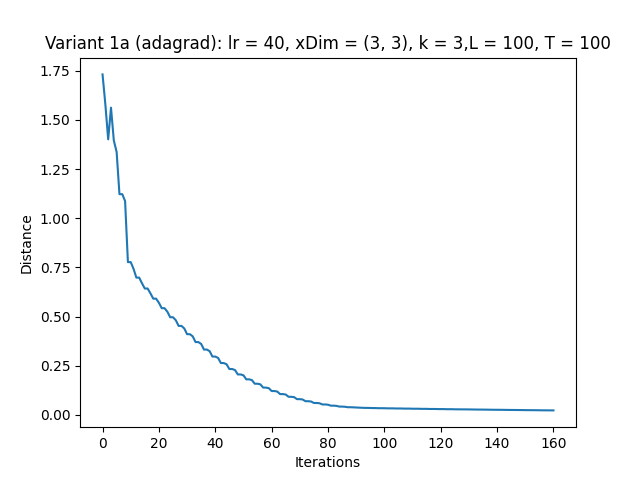 Variant 1a (adagrad): lr = 40, xDim = (3, 3), k = 3,L = 100, T = 100
1.75
1.50
1.25
1.00
0.75
0.50
0.25
0.00
Distance
0 20 40 60 80 100 120 140 160
Iterations